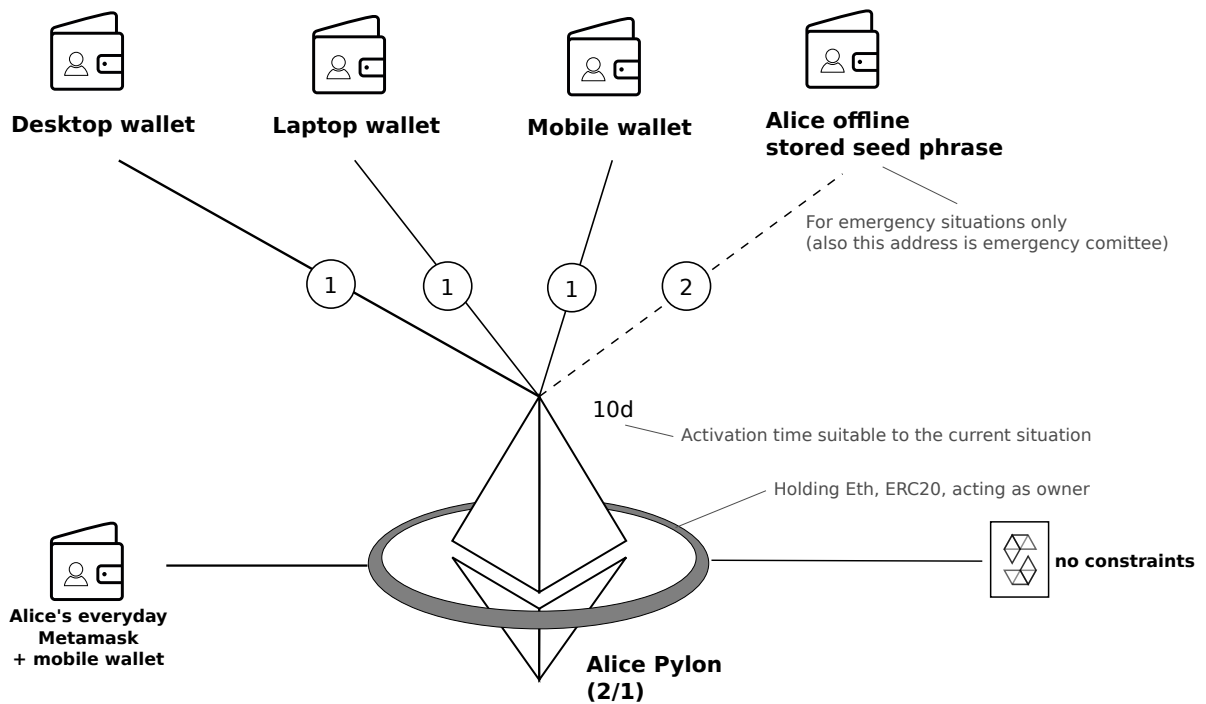 Desktop wallet
Laptop wallet
Mobile wallet
Alice offline
stored seed phrase
For emergency situations only
(also this address is emergency comittee)
1
1
1
2
10d
Activation time suitable to the current situation
Holding Eth, ERC20, acting as owner
no constraints
Alice's everyday
Metamask
+ mobile wallet
Alice Pylon
(2/1)